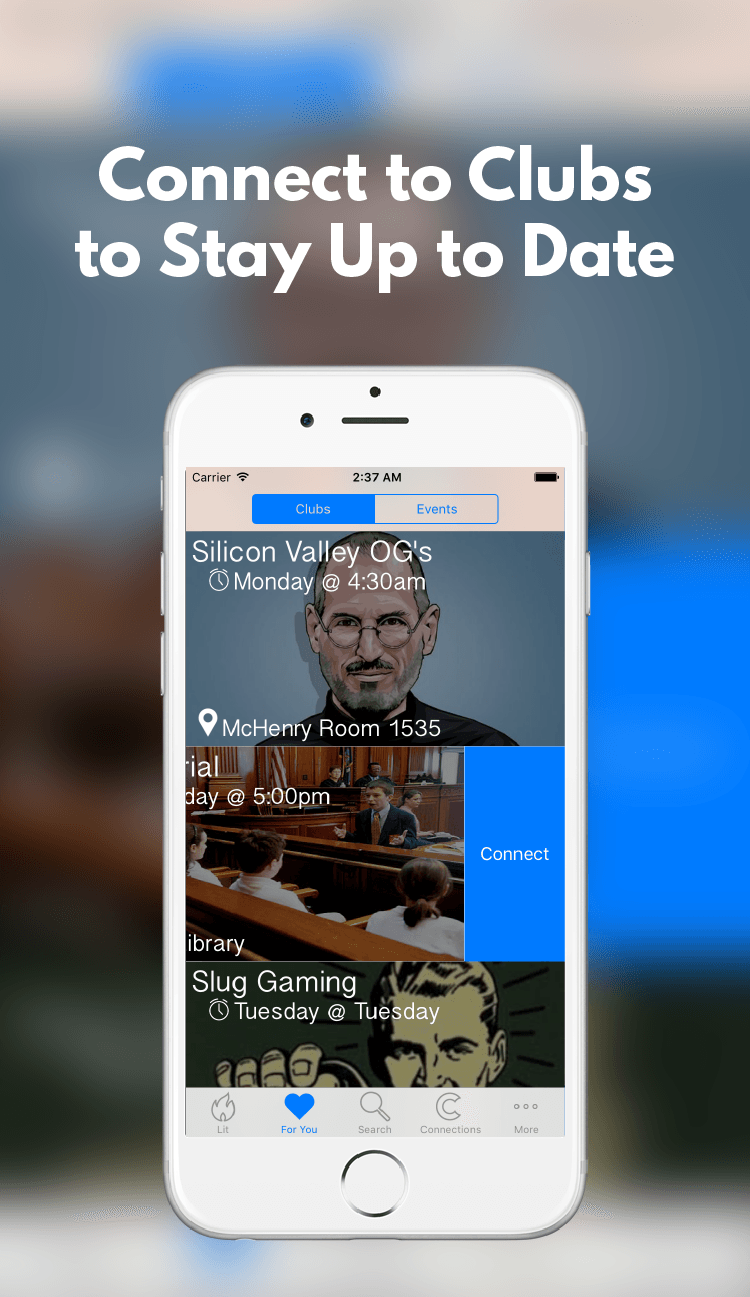 Connect to Clubs
to Stay Up to Date
Carrier 2:37 AM
Clubs Events
Silicon Valley OG's
Monday @ 4:30am
McHenry Room 1535
rial
day @ 5:00pm
Connect
ibrary
Slug Gaming
Tuesday @ Tuesday
Lit For You Search Connections More